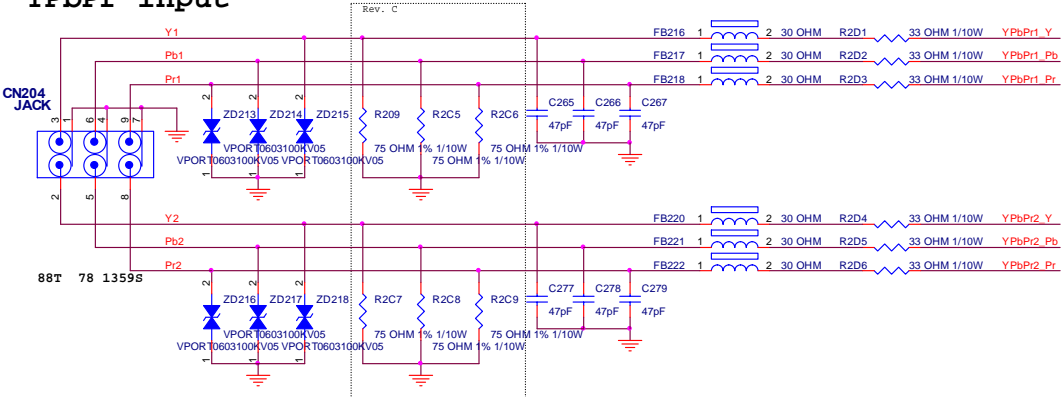 YPbPr Input
Rev. C
Y1
FB216 1 2 30 OHM R2D1 33 OHM 1/10W YPbPr1_Y
Pb1
FB217 1 2 30 OHM R2D2 33 OHM 1/10W YPbPr1_Pb
Pr1
FB218 1 2 30 OHM R2D3 33 OHM 1/10W YPbPr1_Pr
CN204
JACK
3 1 6 4 9 7
2 2 2
ZD213 ZD214 ZD215
R209 R2C5 R2C6
C265 C266 C267
47pF 47pF 47pF
VPORT0603100KV05
75 OHM 1% 1/10W 75 OHM 1% 1/10W
VPORT0603100KV05 VPORT0603100KV05
75 OHM 1% 1/10W
1 1 1
2 5 8
Y2
FB220 1 2 30 OHM R2D4 33 OHM 1/10W YPbPr2_Y
Pb2
FB221 1 2 30 OHM R2D5 33 OHM 1/10W YPbPr2_Pb
Pr2
FB222 1 2 30 OHM R2D6 33 OHM 1/10W YPbPr2_Pr
88T 78 1359S
2 2 2
ZD216 ZD217 ZD218
R2C7 R2C8 R2C9
C277 C278 C279
47pF 47pF 47pF
VPORT0603100KV05
75 OHM 1% 1/10W 75 OHM 1% 1/10W
VPORT0603100KV05 VPORT0603100KV05
75 OHM 1% 1/10W
1 1 1